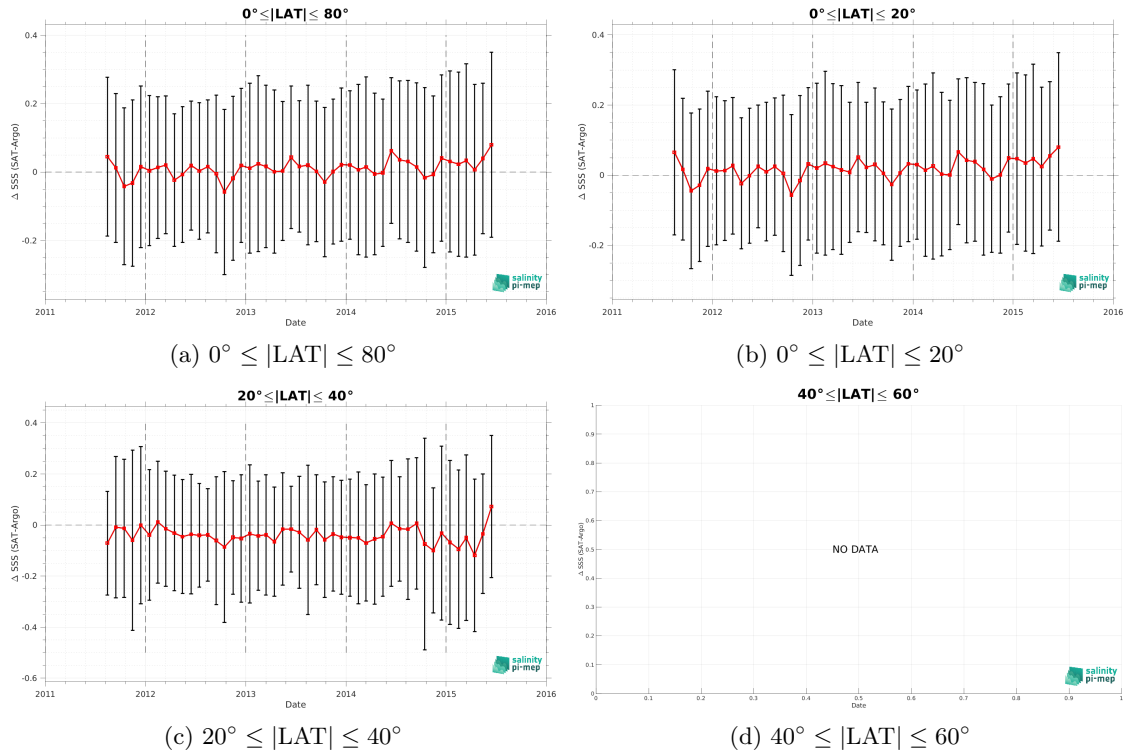 0°≤|LAT|≤ 80°
0.4
0.2
0
-0.2
Δ SSS (SAT-Argo)
2011 2012 2013 2014 2015 2016
Date
salinity
pi-mep
(a) 0° ≤ |LAT| ≤ 80°
0°≤|LAT|≤ 20°
0.4
0.2
0
-0.2
Δ SSS (SAT-Argo)
2011 2012 2013 2014 2015 2016
Date
salinity
pi-mep
(b) 0° ≤ |LAT| ≤ 20°
20°≤|LAT|≤ 40°
0.4
0.2
0
-0.2
-0.4
-0.6
Δ SSS (SAT-Argo)
2011 2012 2013 2014 2015 2016
Date
salinity
pi-mep
(c) 20° ≤ |LAT| ≤ 40°
40°≤|LAT|≤ 60°
1
0.9
0.8
0.7
0.6
0.5
0.4
0.3
0.2
0.1
0
Δ SSS (SAT-Argo)
NO DATA
0 0.1 0.2 0.3 0.4 0.5 0.6 0.7 0.8 0.9 1
Date
salinity
pi-mep
(d) 40° ≤ |LAT| ≤ 60°